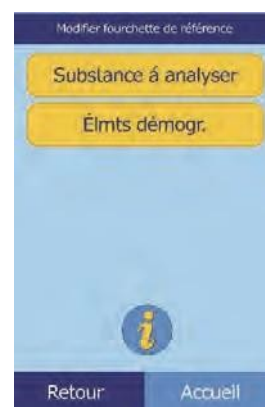 Modifier fourchette de référence
Substance á analyser
Élmts démogr.
i
Retour Accueil